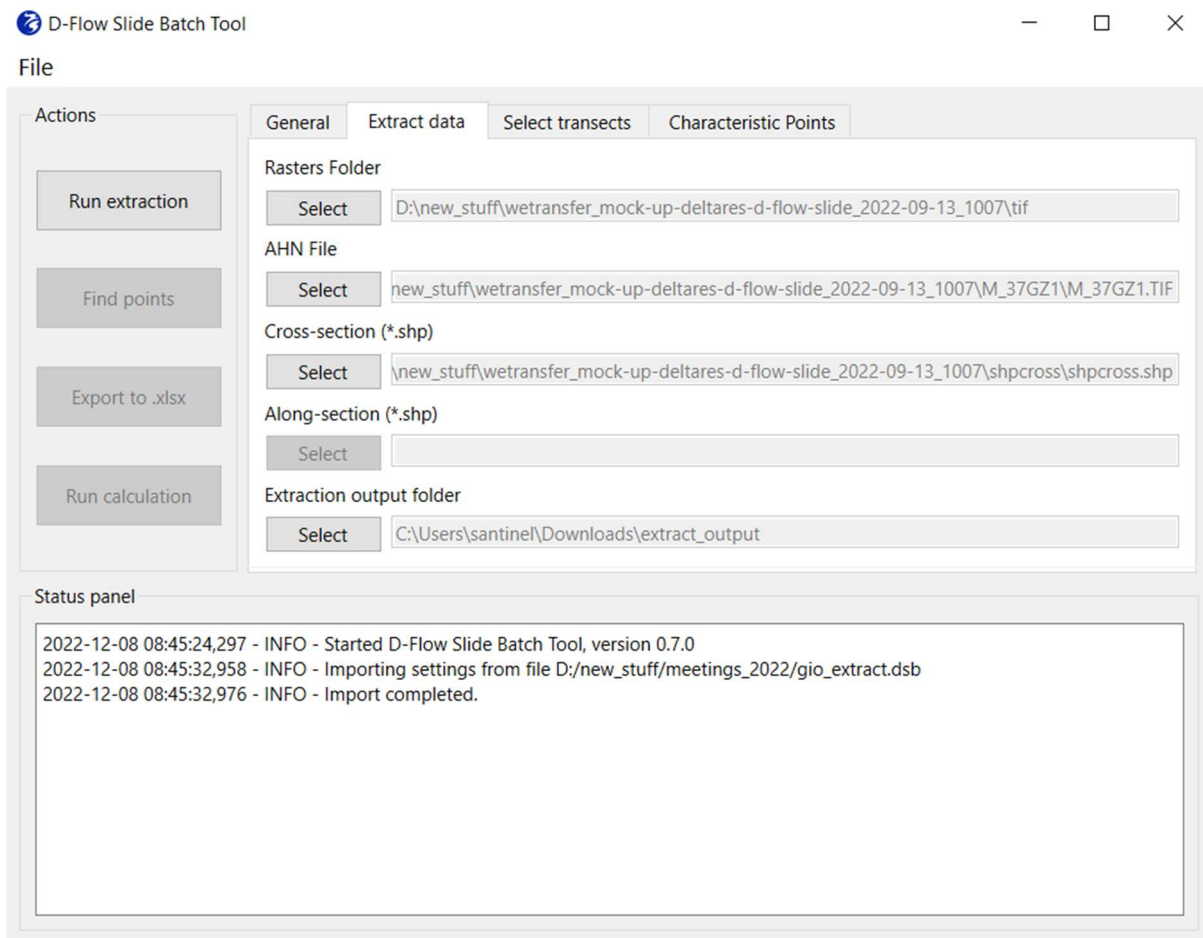 D-Flow Slide Batch Tool
File
Actions
Run extraction
Find points
Export to .xlsx
Run calculation
General Extract data Select transects Characteristic Points
Rasters Folder
Select D:\new_stuff\wetransfer_mock-up-deltares-d-flow-slide_2022-09-13_1007\tif
AHN File
Select new_stuff\wetransfer_mock-up-deltares-d-flow-slide_2022-09-13_1007\M_37GZ1\M_37GZ1.TIF
Cross-section (*.shp)
Select \new_stuff\wetransfer_mock-up-deltares-d-flow-slide_2022-09-13_1007\shpcross\shpcross.shp
Along-section (*.shp)
Select
Extraction output folder
Select C:\Users\santinel\Downloads\extract_output
Status panel
2022-12-08 08:45:24,297 - INFO - Started D-Flow Slide Batch Tool, version 0.7.0
2022-12-08 08:45:32,958 - INFO - Importing settings from file D:/new_stuff/meetings_2022/gio_extract.dsb
2022-12-08 08:45:32,976 - INFO - Import completed.